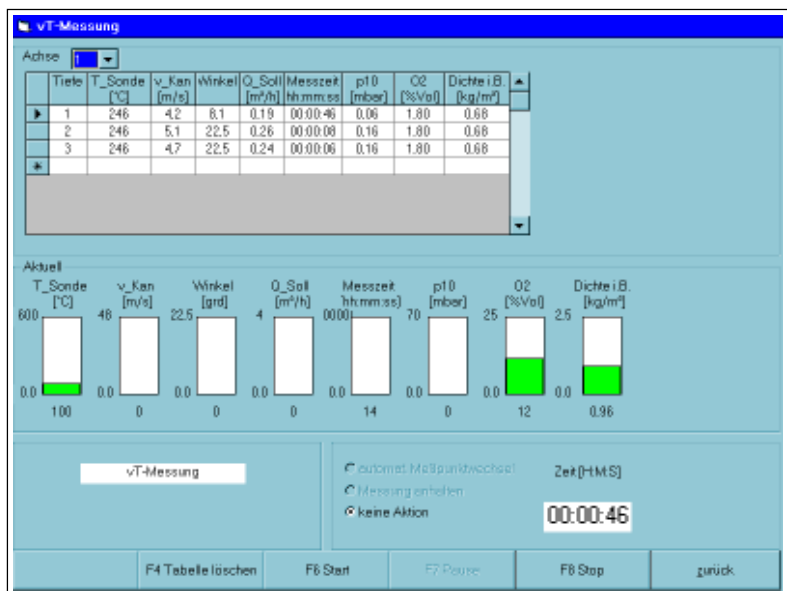 vT-Messung
Achse 1
Tiefe T_Sonde v_Kan Winkel Q_Soll Messzeit p10 O2 Dichte i.B.
[°C] [m/s] [m³/h] hh:mm:ss [mbar] [%Vol] [kg/m³]
1 246 4,2 8,1 0.19 00:00:46 0.06 1.80 0.68
2 246 5,1 22.5 0.26 00:00:08 0.16 1.80 0.68
3 246 4,7 22.5 0.24 00:00:06 0.16 1.80 0.68
Aktuell
T_Sonde v_Kan Winkel Q_Soll Messzeit p10 O2 Dichte i.B.
[°C] [m/s] [grd] [m³/h] hh:mm:ss) [mbar] [%Vol] [kg/m³]
600 48 22.5 4 0000 70 25 2.5
0.0 0.0 0.0 0.0 0.0 0.0 0.0
100 0 0 0 14 0 12 0.96
vT-Messung
automat. Meßpunktwechsel
Messung anhalten
keine Aktion
Zeit [H:M:S]
00:00:46
F4 Tabelle löschen F6 Start F7 Pause F8 Stop zurück